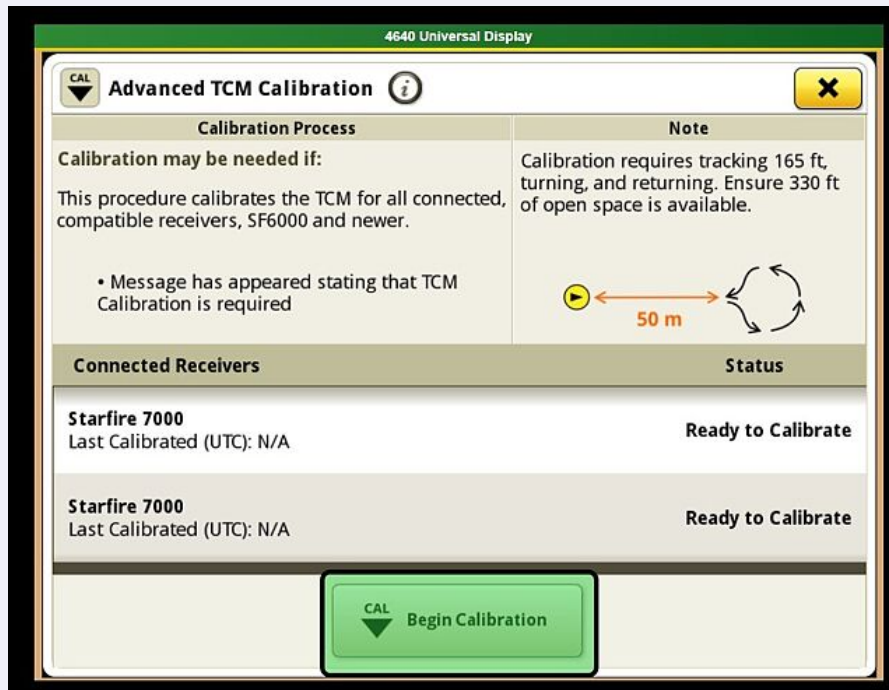 4640 Universal Display
CAL
Advanced TCM Calibration i
Calibration Process
Calibration may be needed if:
This procedure calibrates the TCM for all connected,
compatible receivers, SF6000 and newer.
• Message has appeared stating that TCM
Calibration is required
Note
Calibration requires tracking 165 ft,
turning, and returning. Ensure 330 ft
of open space is available.
50 m
Connected Receivers Status
Starfire 7000
Last Calibrated (UTC): N/A
Ready to Calibrate
Starfire 7000
Last Calibrated (UTC): N/A
Ready to Calibrate
CAL
Begin Calibration